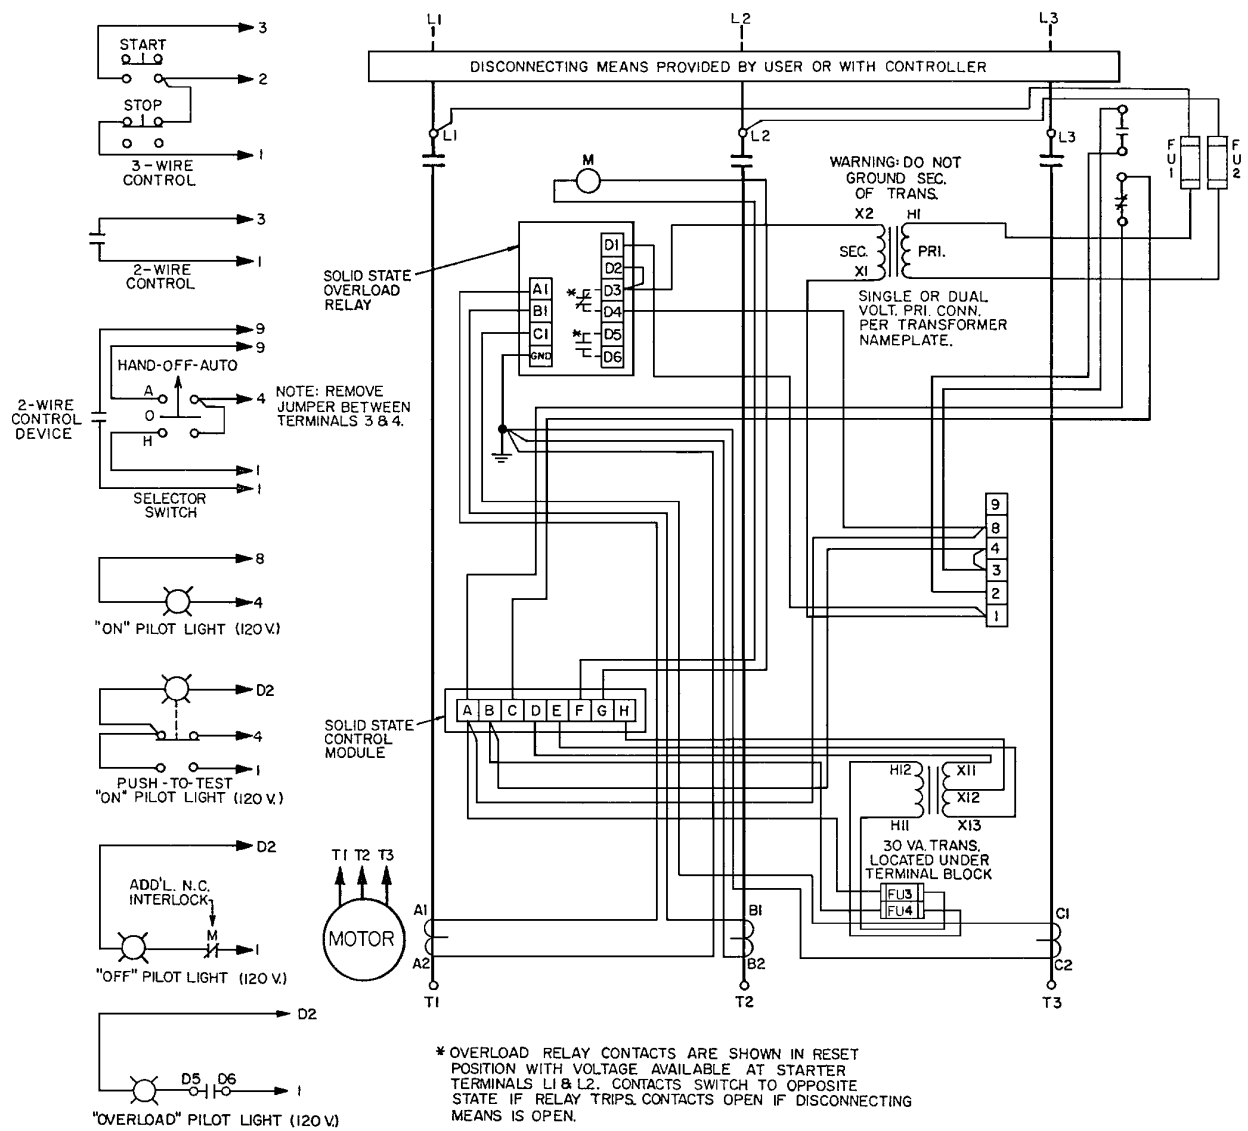 L1
L2
L3
DISCONNECTING MEANS PROVIDED BY USER OR WITH CONTROLLER
3
START
2
STOP
1
3-WIRE
CONTROL
3
1
2-WIRE
CONTROL
9
9
HAND-OFF-AUTO
A
O
H
4
2-WIRE
CONTROL
DEVICE
NOTE: REMOVE
JUMPER BETWEEN
TERMINALS 3 & 4.
1
1
SELECTOR
SWITCH
8
4
"ON" PILOT LIGHT (120 V.)
D2
4
1
PUSH-TO-TEST
"ON" PILOT LIGHT (120 V.)
D2
ADD'L. N.C.
INTERLOCK
M
1
"OFF" PILOT LIGHT (120 V.)
D2
D5 D6
1
"OVERLOAD" PILOT LIGHT (120 V.)
L1
L2
L3
M
WARNING: DO NOT
GROUND SEC.
OF TRANS.
X2 H1
SEC. PRI.
X1
SINGLE OR DUAL
VOLT. PRI. CONN.
PER TRANSFORMER
NAMEPLATE.
FU1
FU2
SOLID STATE
OVERLOAD
RELAY
A1
B1
C1
GND
D1
D2
D3
D4
D5
D6
*
*
9
8
4
3
2
1
SOLID STATE
CONTROL
MODULE
A B C D E F G H
H12 X11
X12
H11 X13
30 VA. TRANS.
LOCATED UNDER
TERMINAL BLOCK
FU3
FU4
T1 T2 T3
MOTOR
A1
A2
B1
B2
C1
C2
T1
T2
T3
* OVERLOAD RELAY CONTACTS ARE SHOWN IN RESET
POSITION WITH VOLTAGE AVAILABLE AT STARTER
TERMINALS L1 & L2. CONTACTS SWITCH TO OPPOSITE
STATE IF RELAY TRIPS. CONTACTS OPEN IF DISCONNECTING
MEANS IS OPEN.